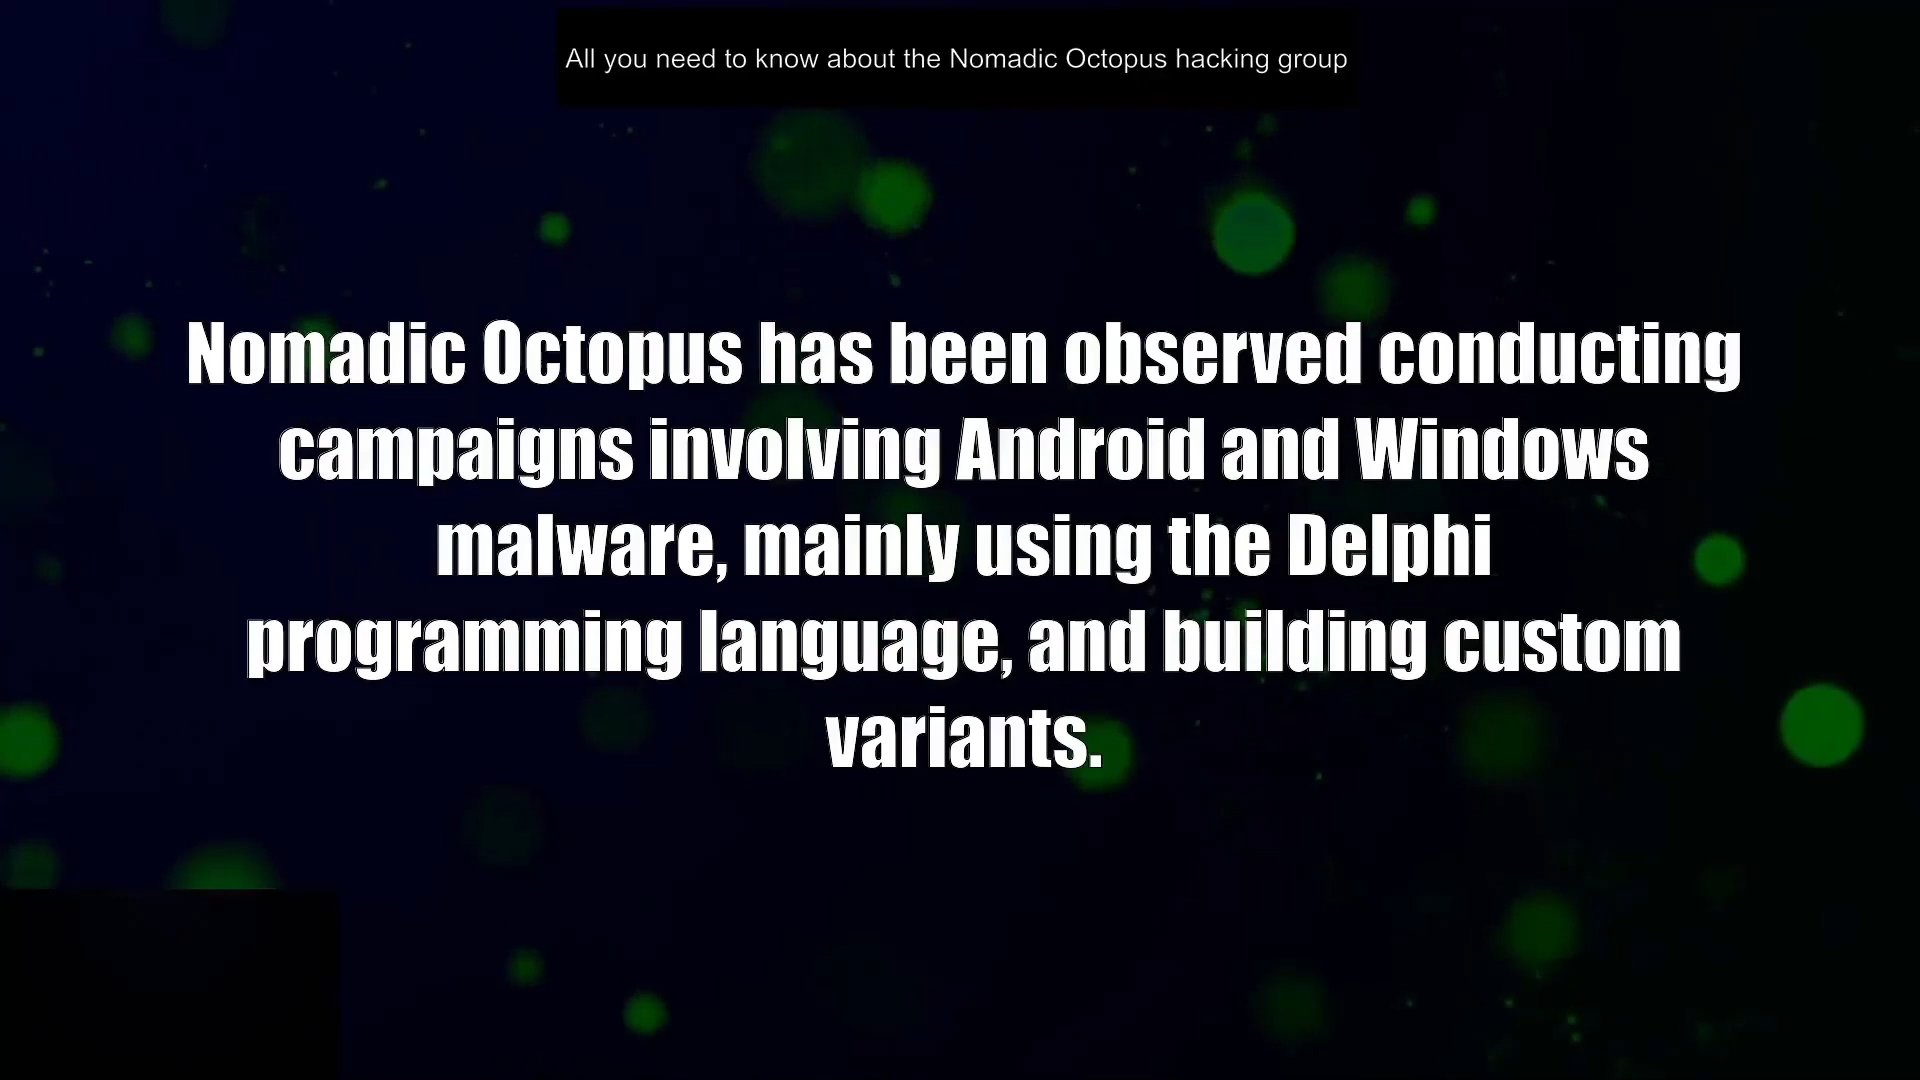 All you need to know about the Nomadic Octopus hacking group
Nomadic Octopus has been observed conducting
campaigns involving Android and Windows
malware, mainly using the Delphi
programming language, and building custom
variants.